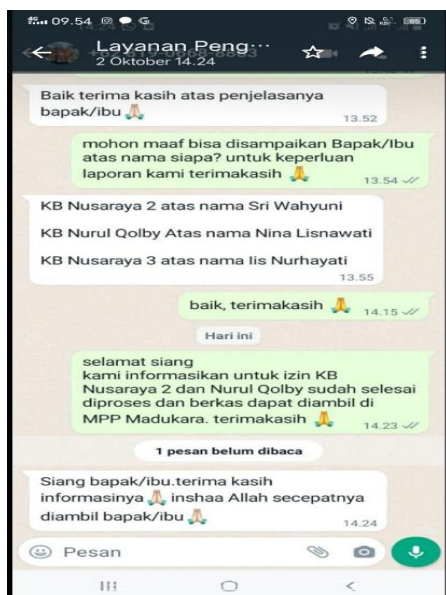 09.54
Layanan Peng...
2 Oktober 14.24
Baik terima kasih atas penjelasanya
bapak/ibu 🙏
13.52
mohon maaf bisa disampaikan Bapak/Ibu
atas nama siapa? untuk keperluan
laporan kami terimakasih 🙏
13.54
KB Nusaraya 2 atas nama Sri Wahyuni
KB Nurul Qolby Atas nama Nina Lisnawati
KB Nusaraya 3 atas nama Iis Nurhayati
13.55
baik, terimakasih 🙏
14.15
Hari ini
selamat siang
kami informasikan untuk izin KB
Nusaraya 2 dan Nurul Qolby sudah selesai
diproses dan berkas dapat diambil di
MPP Madukara. terimakasih 🙏
14.23
1 pesan belum dibaca
Siang bapak/ibu.terima kasih
informasinya 🙏 inshaa Allah secepatnya
diambil bapak/ibu 🙏
14.24
Pesan